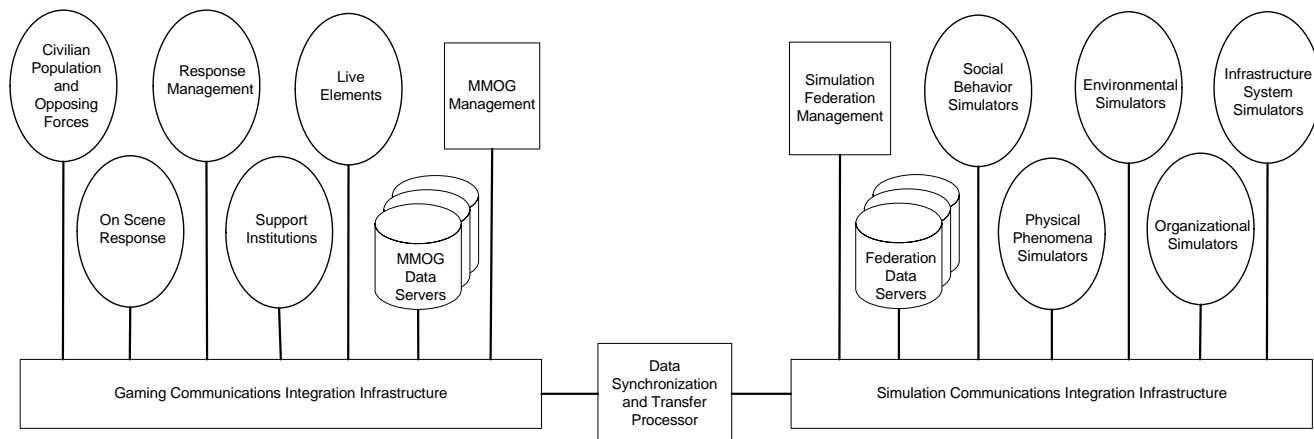 Civilian
Population
and
Opposing
Forces
Response
Management
Live
Elements
MMOG
Management
On Scene
Response
Support
Institutions
MMOG
Data
Servers
Gaming Communications Integration Infrastructure
Data
Synchronization
and Transfer
Processor
Simulation
Federation
Management
Social
Behavior
Simulators
Environmental
Simulators
Infrastructure
System
Simulators
Federation
Data
Servers
Physical
Phenomena
Simulators
Organizational
Simulators
Simulation Communications Integration Infrastructure